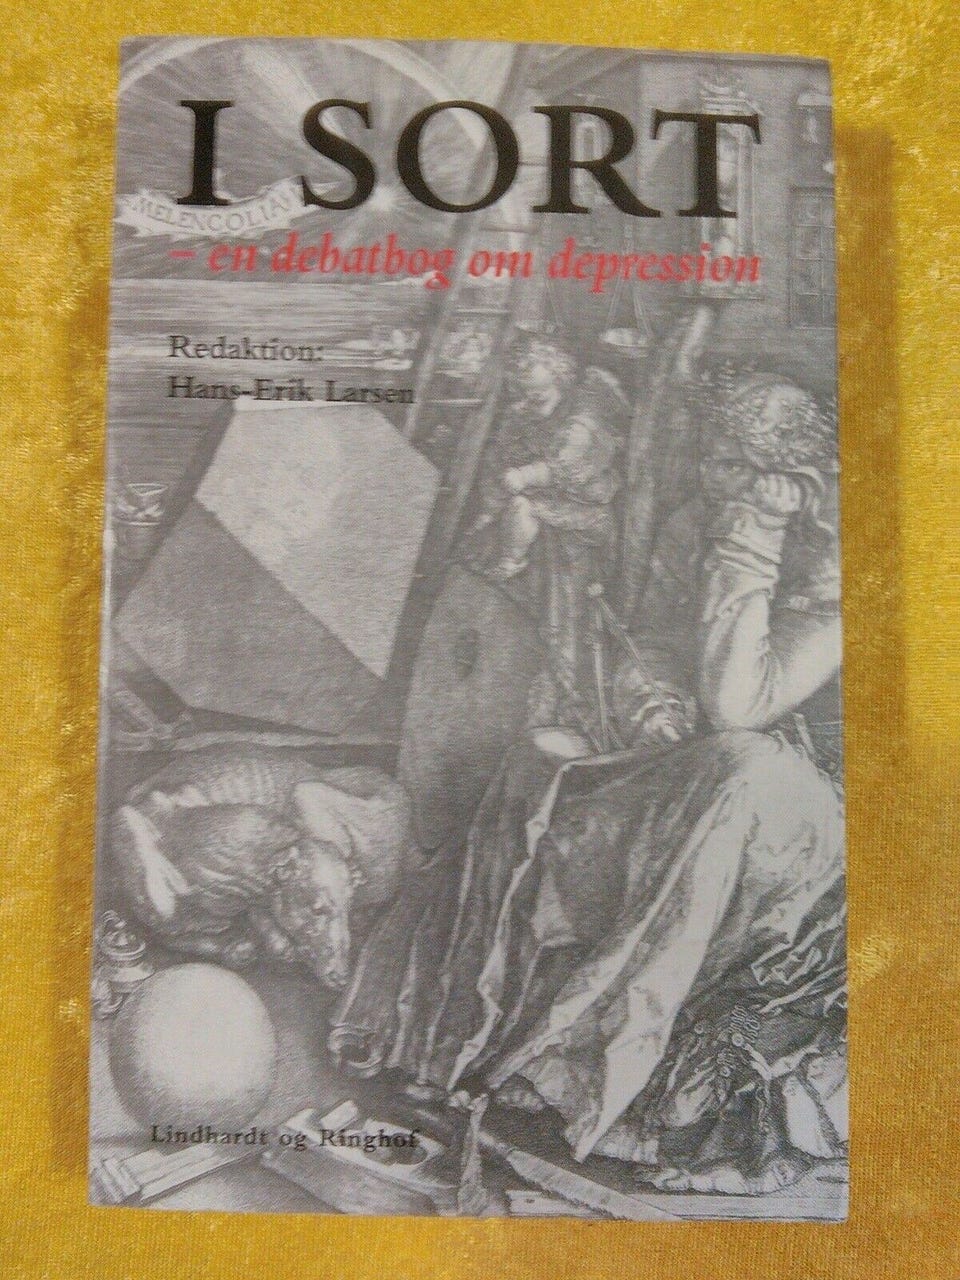 I SORT
MELENCOLIA I
– en debatbog om depression
Redaktion:
Hans-Erik Larsen
Lindhardt og Ringhof